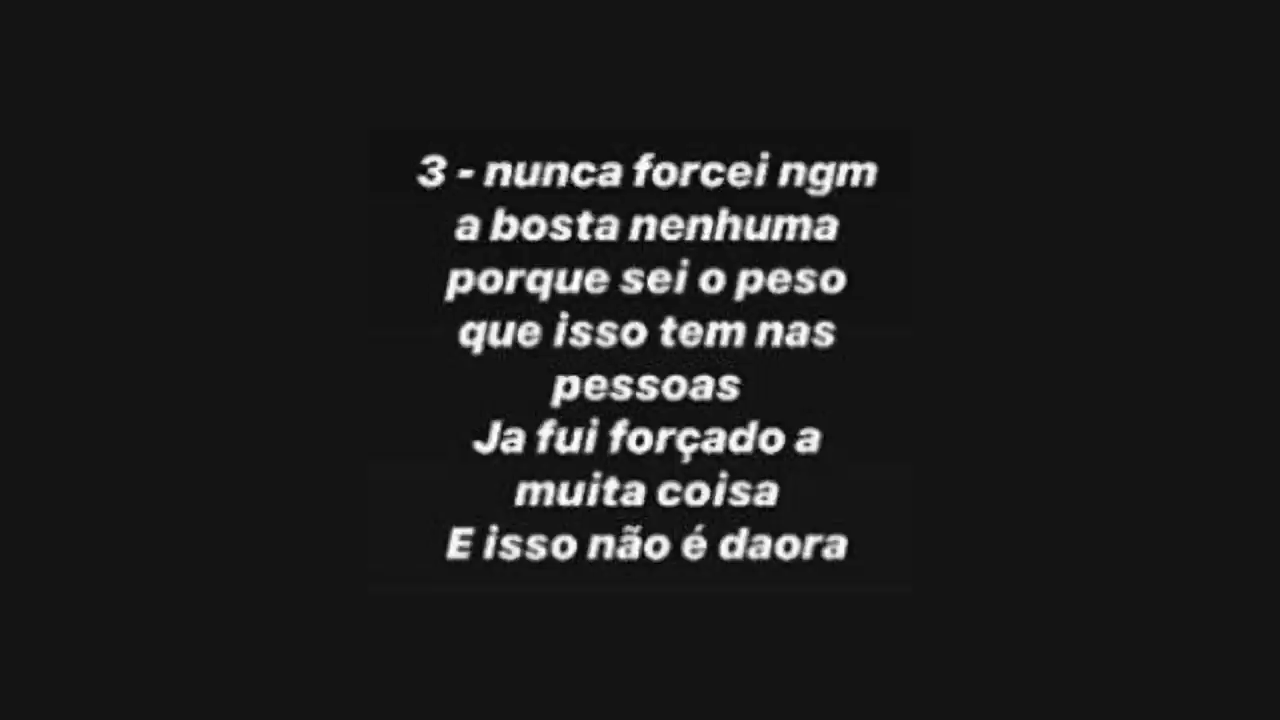 3 - nunca forcei ngm
a bosta nenhuma
porque sei o peso
que isso tem nas
pessoas
Ja fui forçado a
muita coisa
E isso não é daora